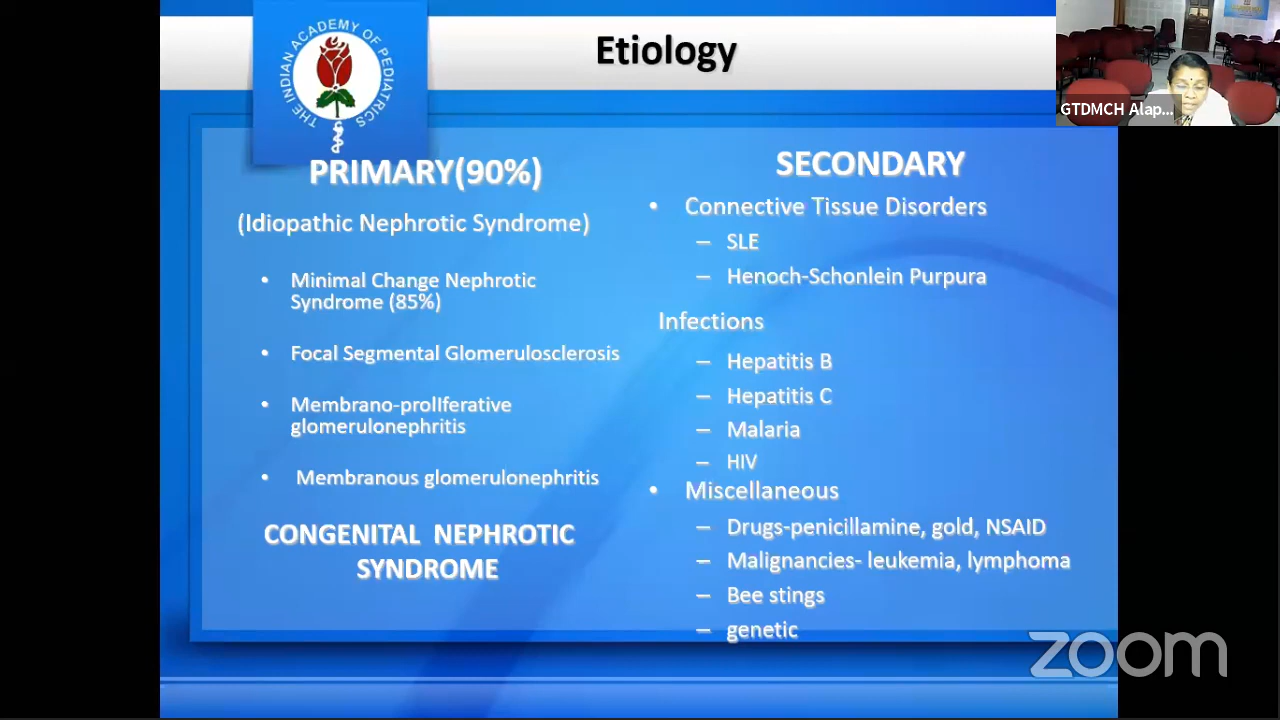 Etiology
THE INDIAN ACADEMY OF PEDIATRICS
GTDMCH Alap...
PRIMARY(90%)
(Idiopathic Nephrotic Syndrome)
• Minimal Change Nephrotic
Syndrome (85%)
• Focal Segmental Glomerulosclerosis
• Membrano-prolIferative
glomerulonephritis
• Membranous glomerulonephritis
CONGENITAL NEPHROTIC
SYNDROME
SECONDARY
• Connective Tissue Disorders
– SLE
– Henoch-Schonlein Purpura
Infections
– Hepatitis B
– Hepatitis C
– Malaria
– HIV
• Miscellaneous
– Drugs-penicillamine, gold, NSAID
– Malignancies- leukemia, lymphoma
– Bee stings
– genetic
zoom